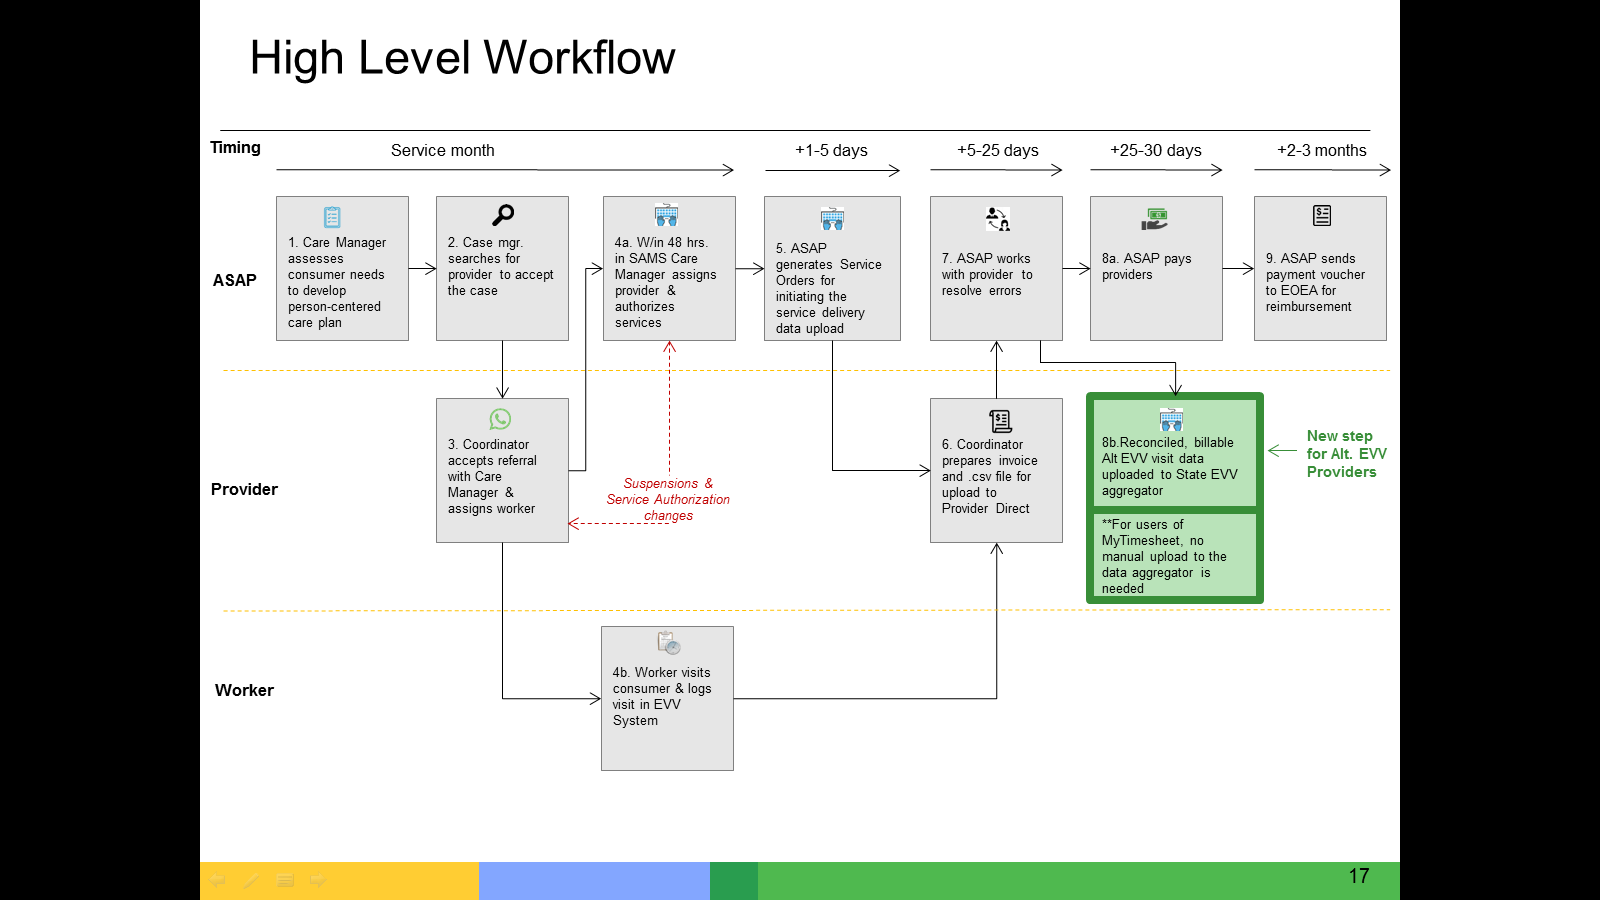 High Level Workflow
Timing
Service month
+1-5 days
+5-25 days
+25-30 days
+2-3 months
ASAP
1. Care Manager
assesses
consumer needs
to develop
person-centered
care plan
2. Case mgr.
searches for
provider to accept
the case
4a. W/in 48 hrs.
in SAMS Care
Manager assigns
provider &
authorizes
services
5. ASAP
generates Service
Orders for
initiating the
service delivery
data upload
7. ASAP works
with provider to
resolve errors
8a. ASAP pays
providers
9. ASAP sends
payment voucher
to EOEA for
reimbursement
Provider
3. Coordinator
accepts referral
with Care
Manager &
assigns worker
Suspensions &
Service Authorization
changes
6. Coordinator
prepares invoice
and .csv file for
upload to
Provider Direct
8b.Reconciled, billable
Alt EVV visit data
uploaded to State EVV
aggregator
**For users of
MyTimesheet, no
manual upload to the
data aggregator is
needed
New step
for Alt. EVV
Providers
Worker
4b. Worker visits
consumer & logs
visit in EVV
System
17